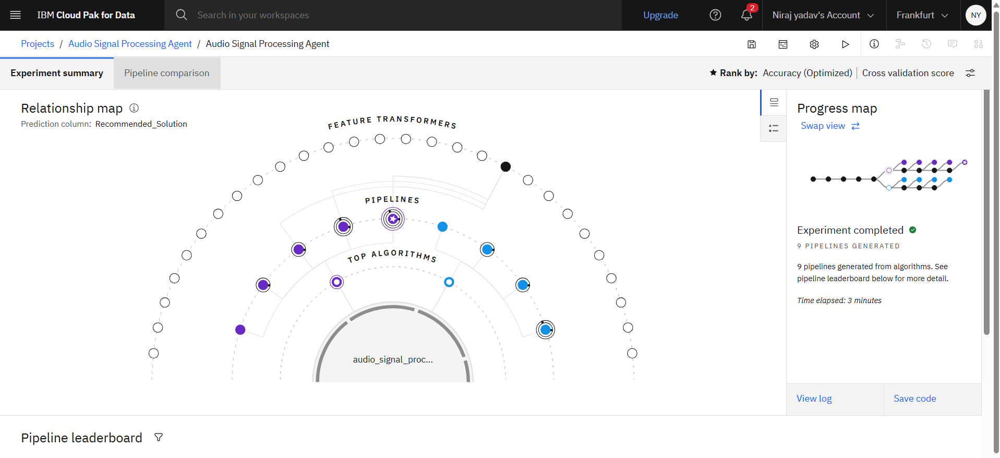 IBM Cloud Pak for Data
Search in your workspaces
Upgrade
2
Niraj yadav's Account
Frankfurt
NY
Projects / Audio Signal Processing Agent / Audio Signal Processing Agent
Experiment summary
Pipeline comparison
Rank by: Accuracy (Optimized) | Cross validation score
Relationship map
Prediction column: Recommended_Solution
FEATURE TRANSFORMERS
PIPELINES
TOP ALGORITHMS
audio_signal_proc...
Progress map
Swap view
Experiment completed
9 PIPELINES GENERATED
9 pipelines generated from algorithms. See
pipeline leaderboard below for more detail.
Time elapsed: 3 minutes
View log
Save code
Pipeline leaderboard